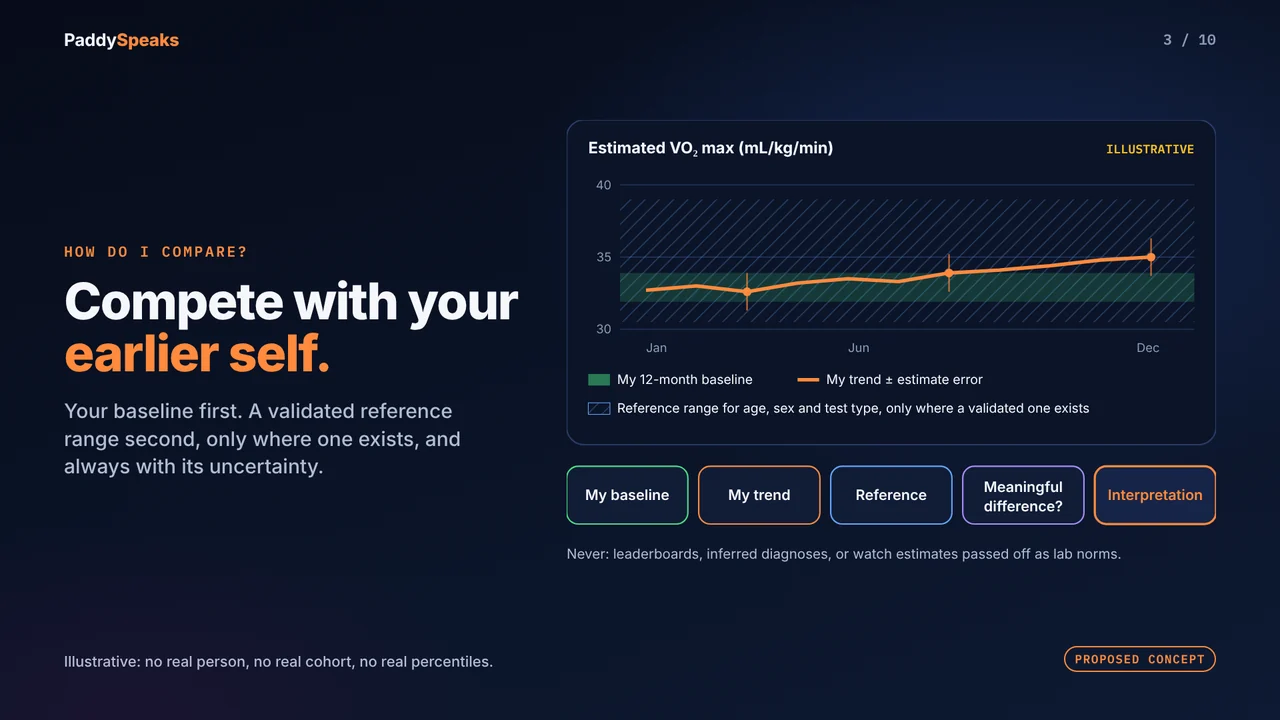 PaddySpeaks
3 / 10
HOW DO I COMPARE?
Compete with your
earlier self.
Your baseline first. A validated reference
range second, only where one exists, and
always with its uncertainty.
Estimated VO₂ max (mL/kg/min)
ILLUSTRATIVE
40
35
30
Jan
Jun
Dec
My 12-month baseline
My trend ± estimate error
Reference range for age, sex and test type, only where a validated one exists
My baseline
My trend
Reference
Meaningful
difference?
Interpretation
Never: leaderboards, inferred diagnoses, or watch estimates passed off as lab norms.
Illustrative: no real person, no real cohort, no real percentiles.
PROPOSED CONCEPT